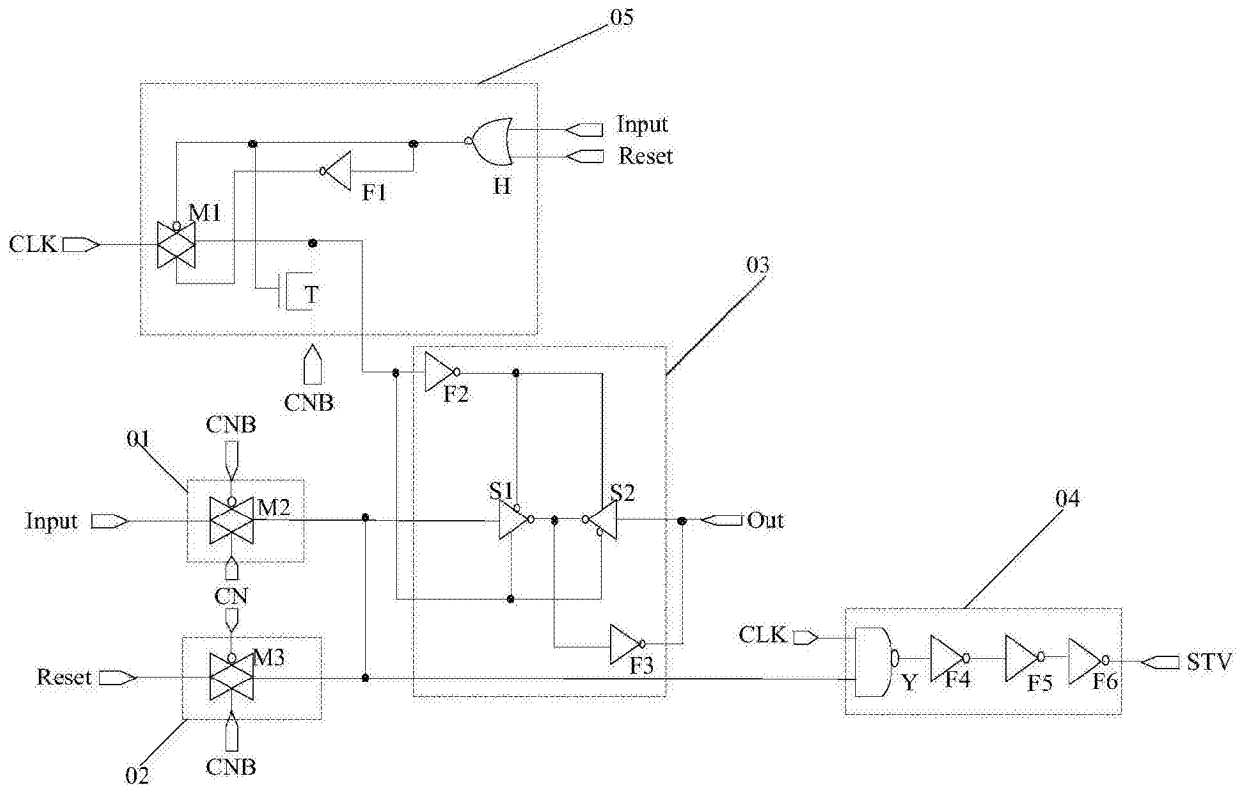 05
Input
Reset
H
F1
M1
CLK
T
CNB
03
F2
CNB
01
M2
Input
CN
S1
S2
Out
04
CLK
F3
Y
F4
F5
F6
STV
M3
Reset
CNB
02